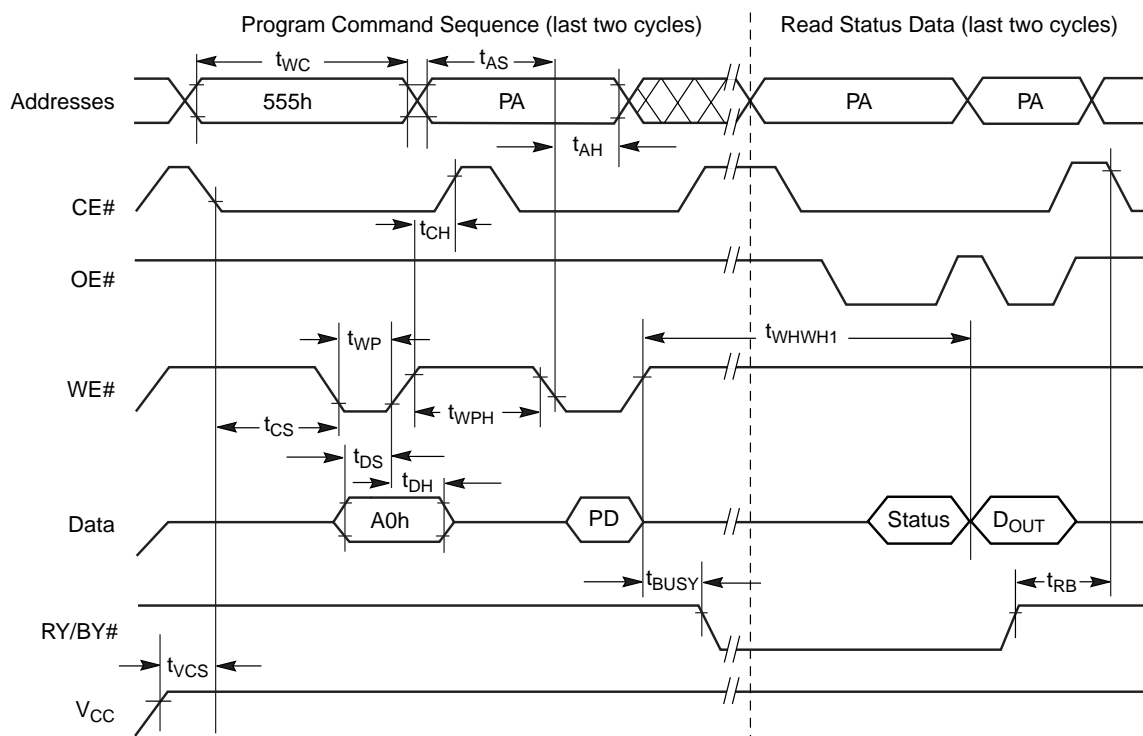 Program Command Sequence (last two cycles)
Read Status Data (last two cycles)
tWC
tAS
Addresses
555h
PA
PA
PA
tAH
CE#
tCH
OE#
tWP
tWHWH1
WE#
tCS
tWPH
tDS
tDH
Data
A0h
PD
Status
DOUT
tBUSY
tRB
RY/BY#
tVCS
VCC